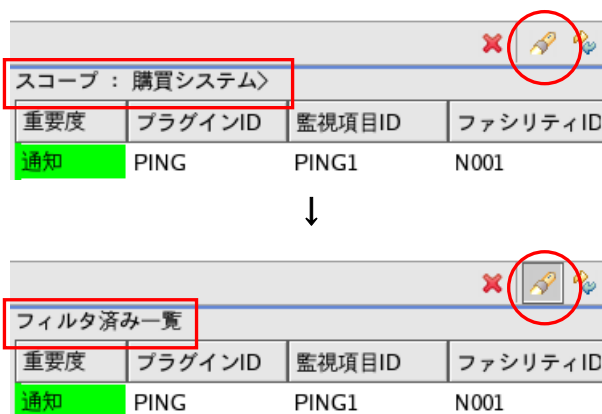 スコープ : 購買システム〉
重要度 プラグインID 監視項目ID ファシリティID
通知 PING PING1 N001
↓
フィルタ済み一覧
重要度 プラグインID 監視項目ID ファシリティID
通知 PING PING1 N001